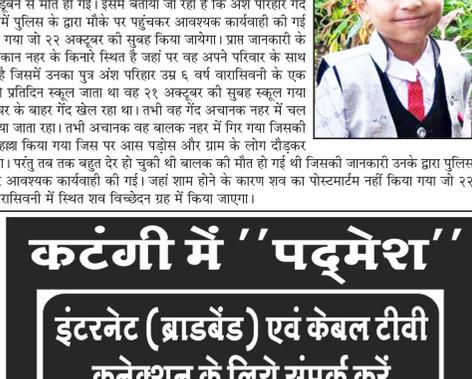 डूबने से मौत हो गई। इसमें बताया जा रहा है कि अंश परिहार गेंद
में पुलिस के द्वारा मौके पर पहुंचकर आवश्यक कार्यवाही की गई
गया जो २२ अक्टूबर की सुबह किया जायेगा। प्राप्त जानकारी के
कान नहर के किनारे स्थित है जहां पर वह अपने परिवार के साथ
है जिसमें उनका पुत्र अंश परिहार उम्र ६ वर्ष वारासिवनी के एक
प्रतिदिन स्कूल जाता था वह २१ अक्टूबर की सुबह स्कूल गया
घर के बाहर गेंद खेल रहा था। तभी वह गेंद अचानक नहर में चल
या जाता रहा। तभी अचानक वह बालक नहर में गिर गया जिसकी
हल्ला किया गया जिस पर आस पड़ोस और ग्राम के लोग दौड़कर
। परंतु तब तक बहुत देर हो चुकी थी बालक की मौत हो गई थी जिसकी जानकारी उनके द्वारा पुलिस
आवश्यक कार्यवाही की गई। जहां शाम होने के कारण शव का पोस्टमार्टम नहीं किया गया जो २२
रासिवनी में स्थित शव विच्छेदन ग्रह में किया जाएगा।
कटंगी में ''पद्मेश''
इंटरनेट (ब्राडबेंड) एवं केबल टीवी
कनेक्शन के लिये संपर्क करें